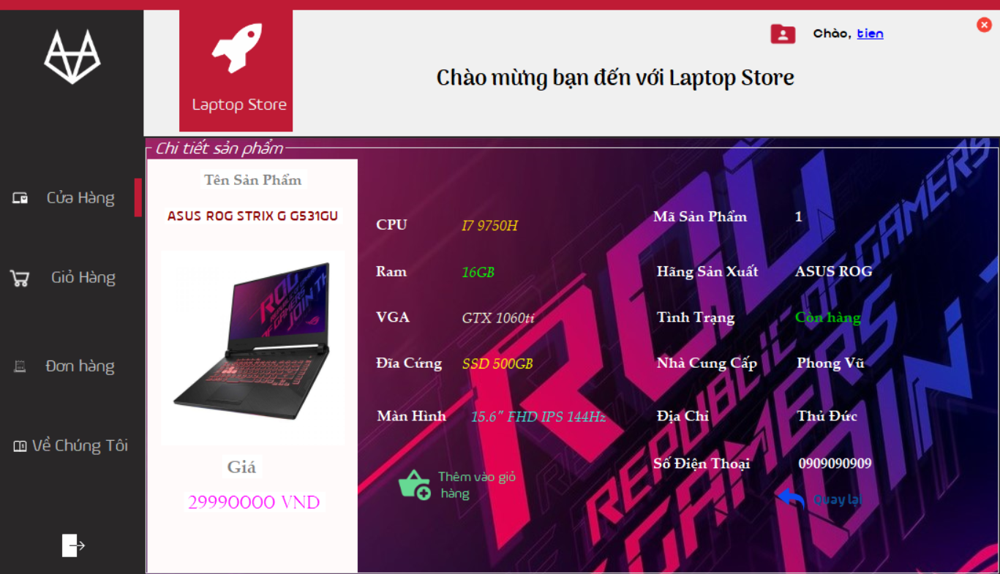 Chào, tien
Chào mừng bạn đến với Laptop Store
Laptop Store
Cửa Hàng
Giỏ Hàng
Đơn hàng
Về Chúng Tôi
Chi tiết sản phẩm
Tên Sản Phẩm
ASUS ROG STRIX G G531GU
Giá
29990000 VND
CPU I7 9750H
Ram 16GB
VGA GTX 1060ti
Đĩa Cứng SSD 500GB
Màn Hình 15.6" FHD IPS 144Hz
Thêm vào giỏ
hàng
Mã Sản Phẩm 1
Hãng Sản Xuất ASUS ROG
Tình Trạng Còn hàng
Nhà Cung Cấp Phong Vũ
Địa Chỉ Thủ Đức
Số Điện Thoại 0909090909
Quay lại
REPUBLIC OF GAMERS
JOIN